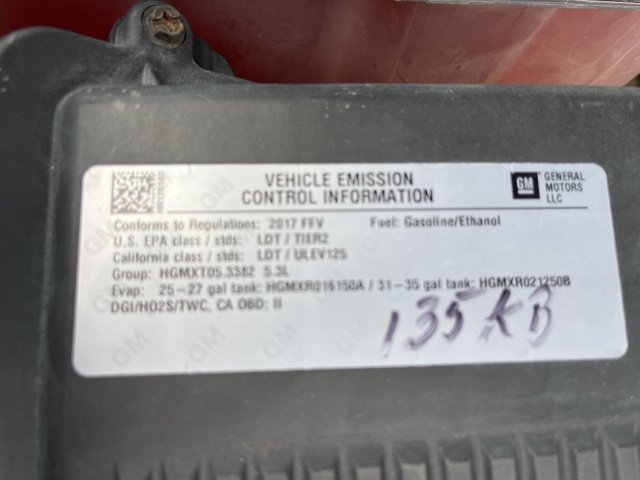 VEHICLE EMISSION
CONTROL INFORMATION
GM GENERAL
MOTORS
LLC
Conforms to Regulations: 2017 FFV Fuel: Gasoline/Ethanol
U.S. EPA class / stds: LDT / TIER2
California class / stds: LDT / ULEV125
Group: HGMXT05.3382 5.3L
Evap: 25-27 gal tank: HGMXR016150A / 31-35 gal tank: HGMXR021250B
DGI/HO2S/TWC, CA OBD: II
135KB